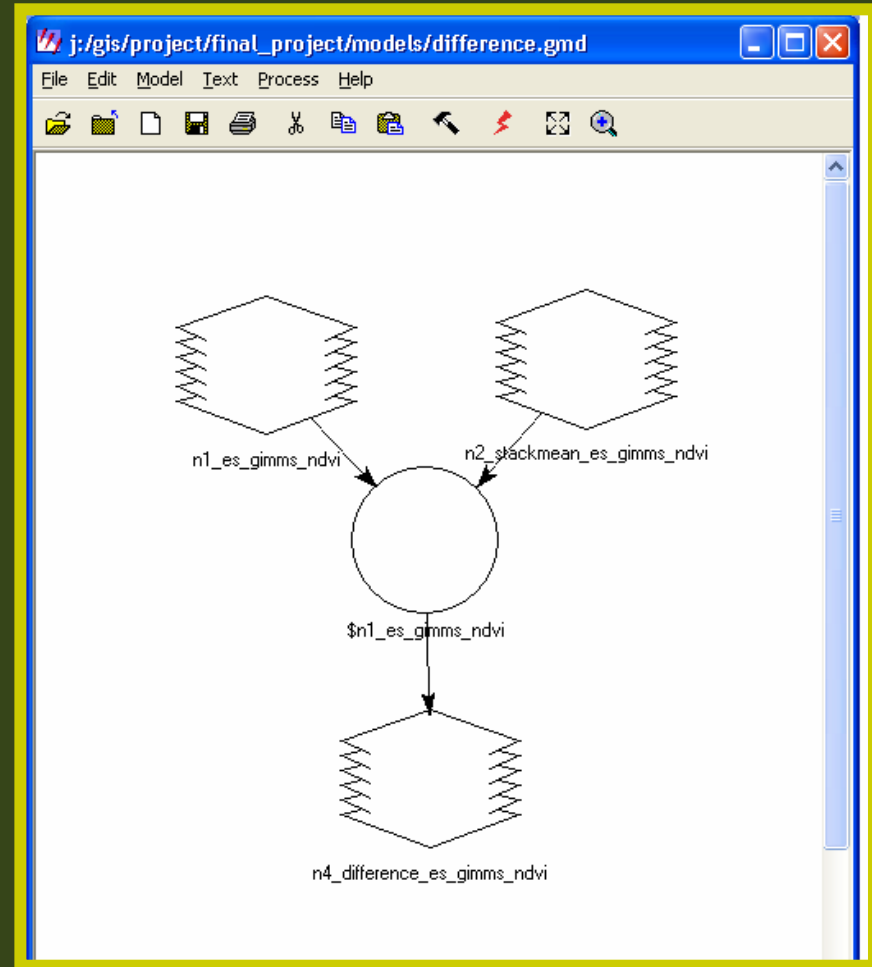 j:/gis/project/final_project/models/difference.gmd
File Edit Model Text Process Help
n1_es_gimms_ndvi
n2_stackmean_es_gimms_ndvi
$n1_es_gimms_ndvi
n4_difference_es_gimms_ndvi